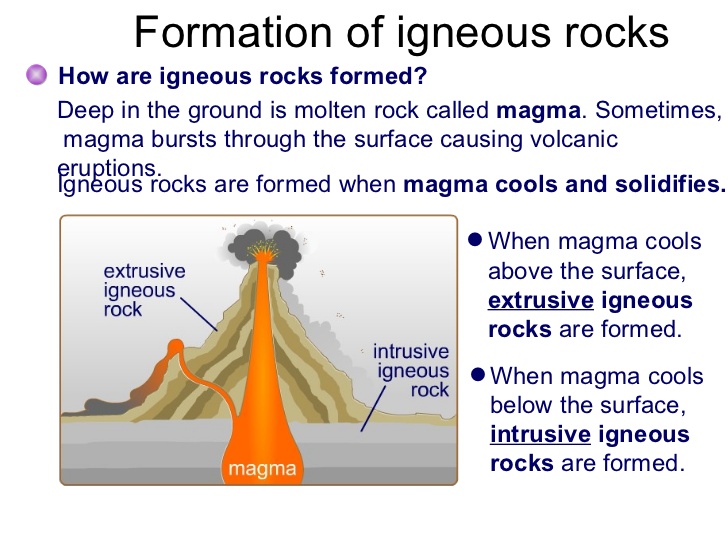 Formation of igneous rocks
How are igneous rocks formed?
Deep in the ground is molten rock called magma. Sometimes,
magma bursts through the surface causing volcanic
eruptions.
Igneous rocks are formed when magma cools and solidifies.
extrusive
igneous
rock
intrusive
igneous
rock
magma
When magma cools
above the surface,
extrusive igneous
rocks are formed.
When magma cools
below the surface,
intrusive igneous
rocks are formed.